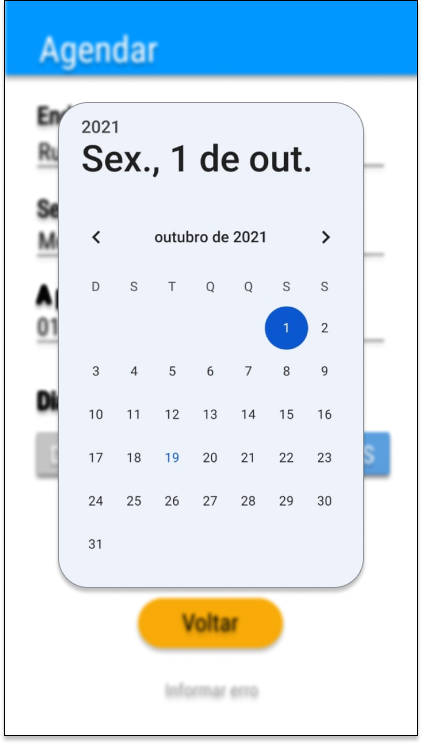 Agendar
2021
Sex., 1 de out.
outubro de 2021
D S T Q Q S S
1 2
3 4 5 6 7 8 9
10 11 12 13 14 15 16
17 18 19 20 21 22 23
24 25 26 27 28 29 30
31
Voltar
Informar erro